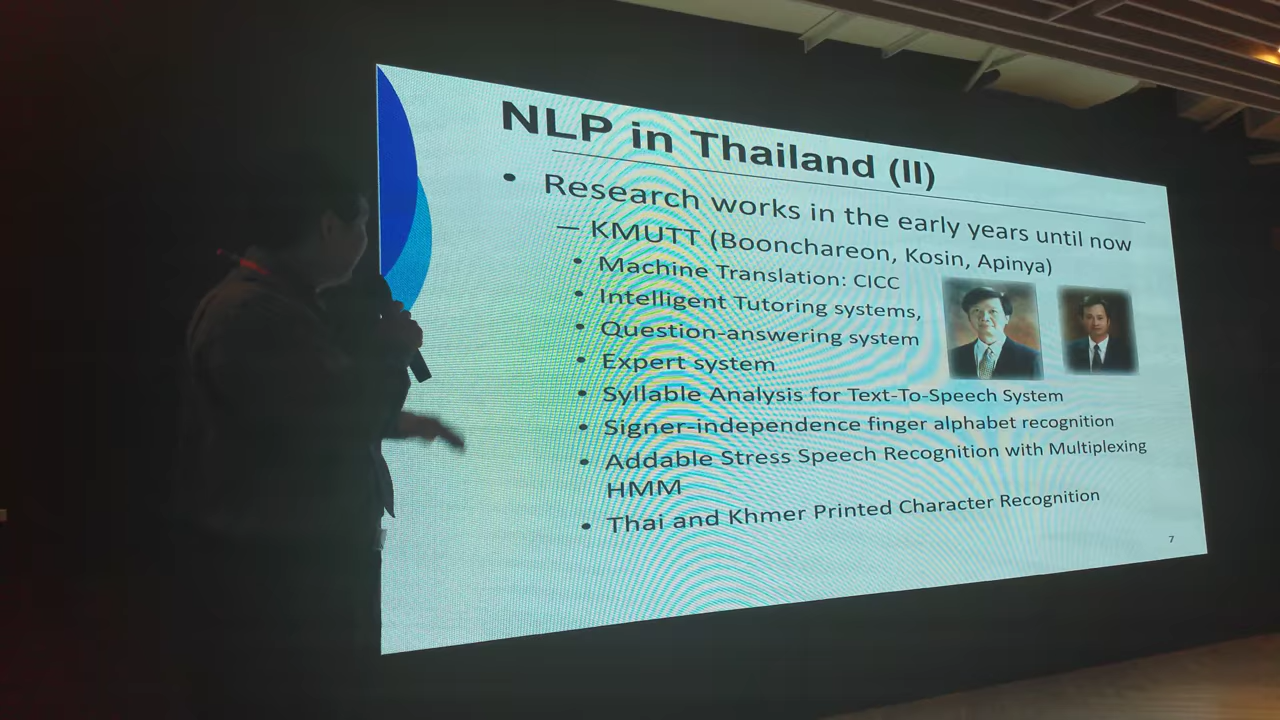 NLP in Thailand (II)
• Research works in the early years until now
– KMUTT (Booncharoen, Kosin, Apinya)
• Machine Translation: CICC
• Intelligent Tutoring systems,
• Question-answering system
• Expert system
• Syllable Analysis for Text-To-Speech System
• Signer-independence finger alphabet recognition
• Addable Stress Speech Recognition with Multiplexing
HMM
• Thai and Khmer Printed Character Recognition
7